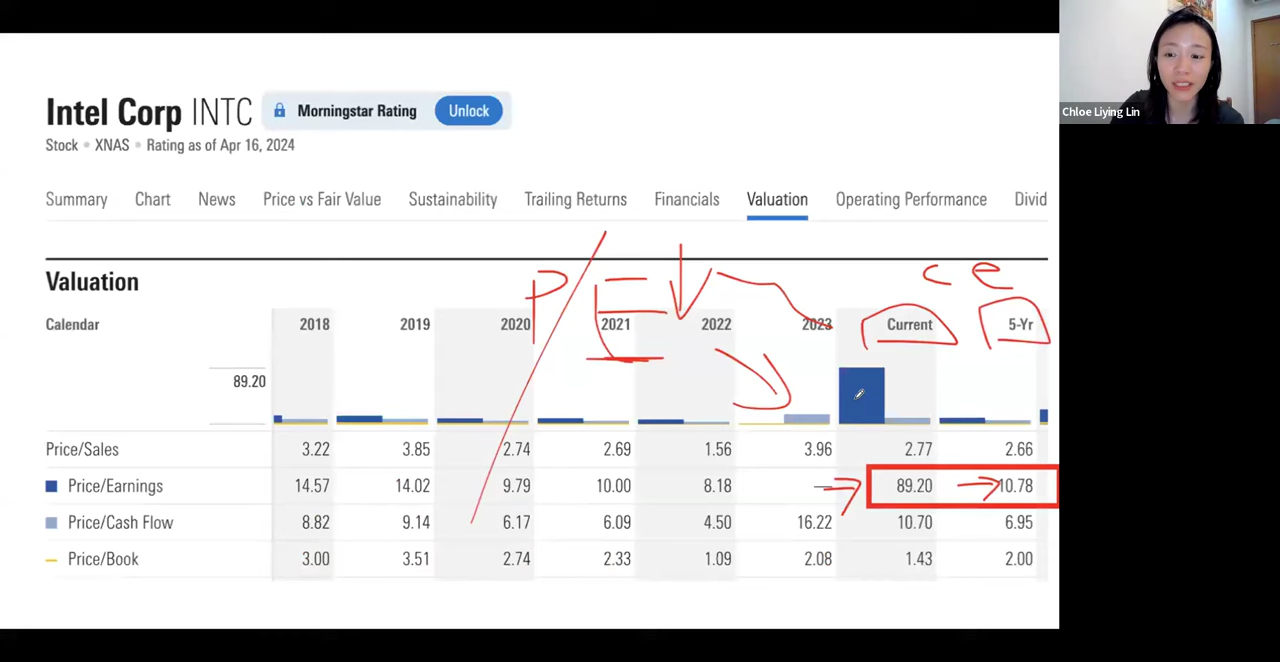 Chloe Liying Lin
Intel Corp INTC Morningstar Rating Unlock
Stock • XNAS • Rating as of Apr 16, 2024
Summary Chart News Price vs Fair Value Sustainability Trailing Returns Financials Valuation Operating Performance Divid
Valuation
P/E
c e
Calendar 2018 2019 2020 2021 2022 2023 Current 5-Yr
89.20
Price/Sales 3.22 3.85 2.74 2.69 1.56 3.96 2.77 2.66
Price/Earnings 14.57 14.02 9.79 10.00 8.18 — 89.20 10.78
Price/Cash Flow 8.82 9.14 6.17 6.09 4.50 16.22 10.70 6.95
Price/Book 3.00 3.51 2.74 2.33 1.09 2.08 1.43 2.00